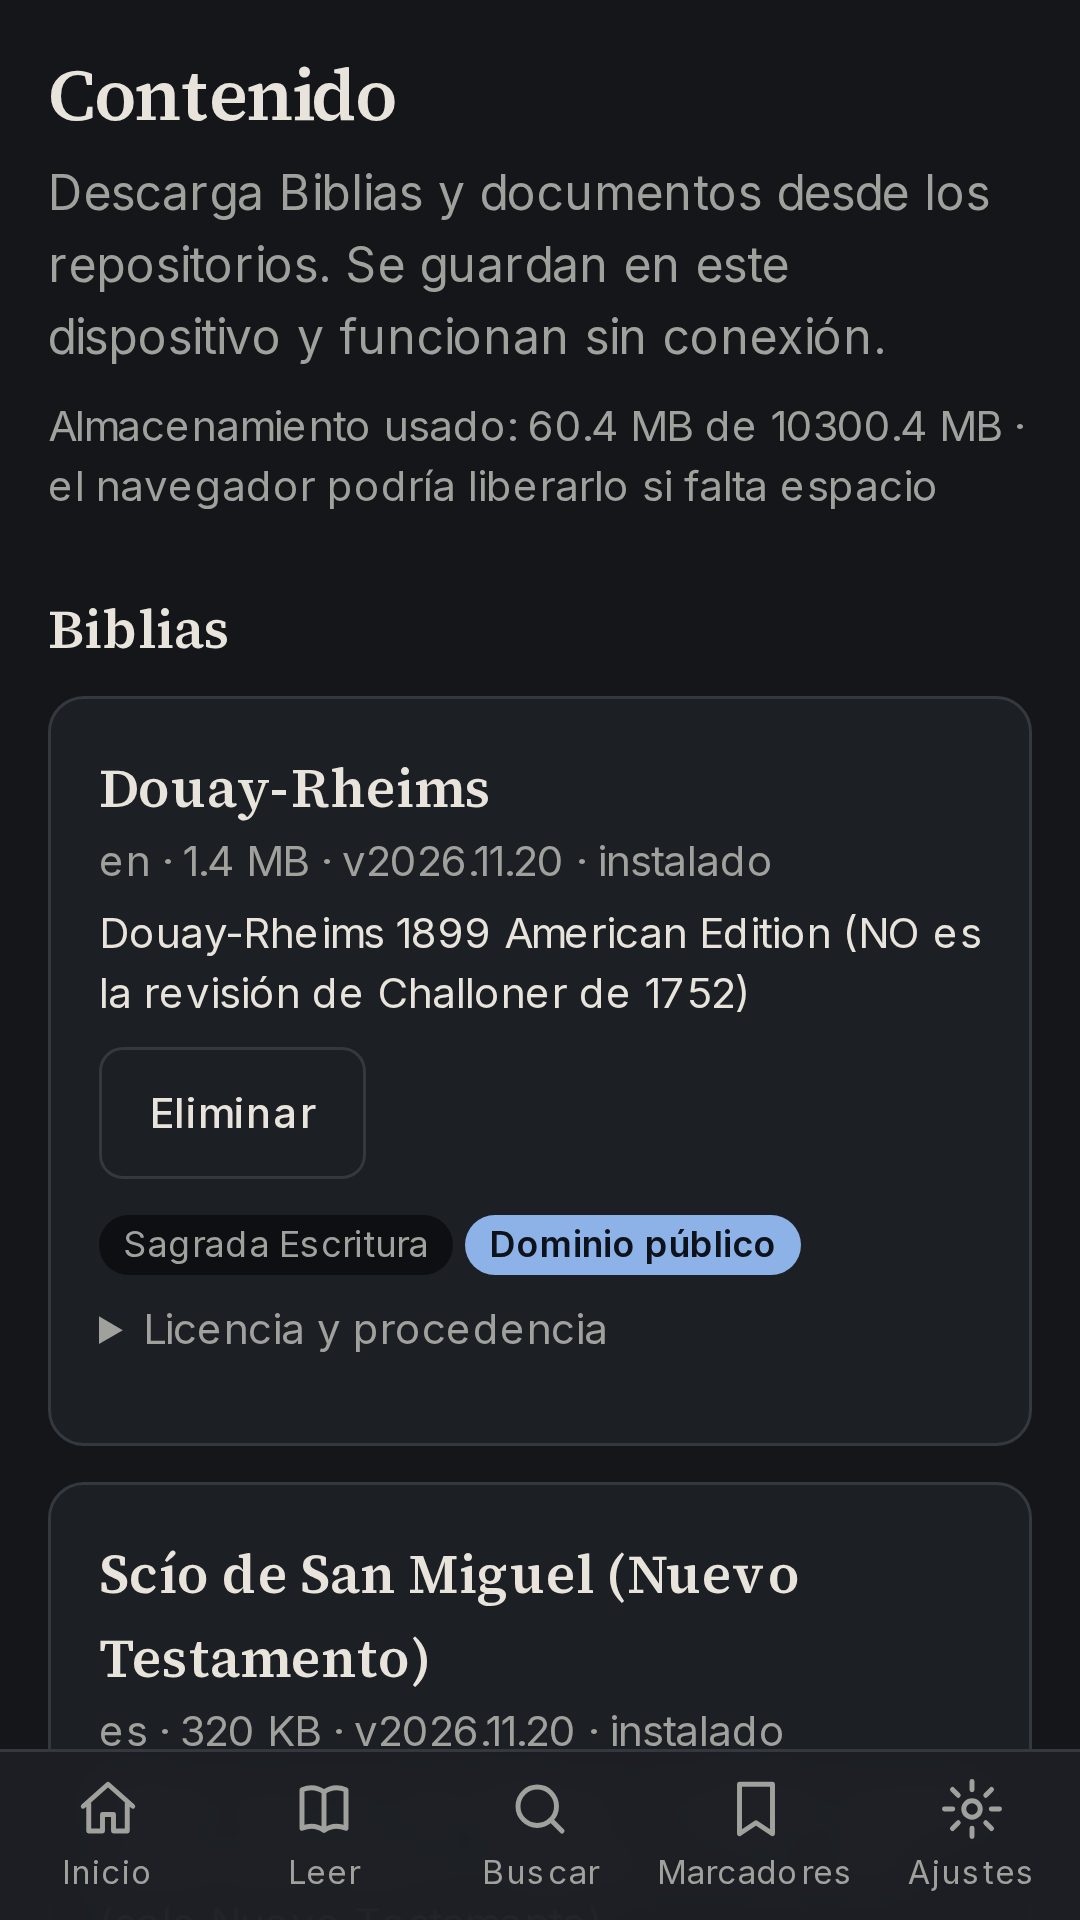 Contenido
Descarga Biblias y documentos desde los
repositorios. Se guardan en este
dispositivo y funcionan sin conexión.
Almacenamiento usado: 60.4 MB de 10300.4 MB ·
el navegador podría liberarlo si falta espacio
Biblias
Douay-Rheims
en · 1.4 MB · v2026.11.20 · instalado
Douay-Rheims 1899 American Edition (NO es
la revisión de Challoner de 1752)
Eliminar
Sagrada Escritura Dominio público
▶ Licencia y procedencia
Scío de San Miguel (Nuevo
Testamento)
es · 320 KB · v2026.11.20 · instalado
Inicio Leer Buscar Marcadores Ajustes